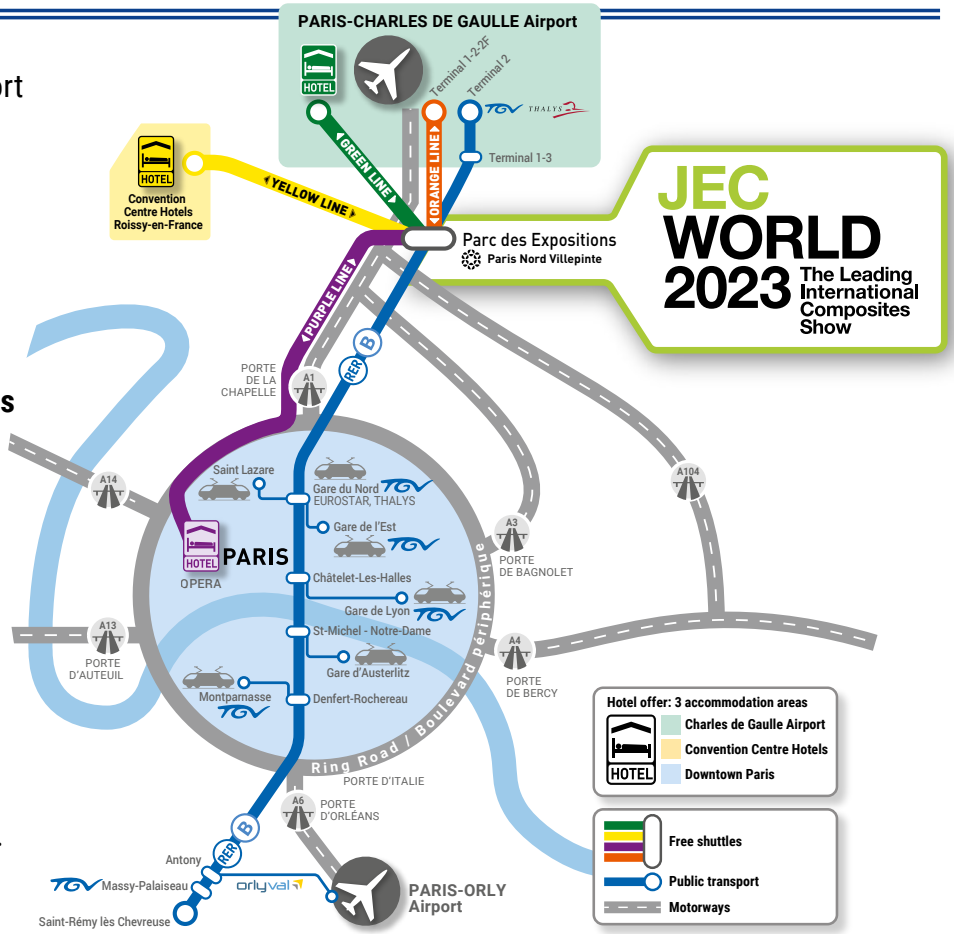 PARIS-CHARLES DE GAULLE Airport
ort
HOTEL
Terminal 1-2-2F
Terminal 2
TGV
THALYS
Terminal 1-3
GREEN LINE
ORANGE LINE
HOTEL
Convention
Centre Hotels
Roissy-en-France
YELLOW LINE
Parc des Expositions
Paris Nord Villepinte
JEC
WORLD
2023
The Leading
International
Composites
Show
PURPLE LINE
RER B
PORTE
DE LA
CHAPELLE
A1
s
A14
Saint Lazare
Gare du Nord TGV
EUROSTAR, THALYS
A104
Gare de l'Est
TGV
A3
PORTE
DE BAGNOLET
HOTEL
OPERA
PARIS
Châtelet-Les-Halles
Gare de Lyon TGV
A13
PORTE
D'AUTEUIL
St-Michel - Notre-Dame
Gare d'Austerlitz
A4
PORTE
DE BERCY
Montparnasse
TGV
Denfert-Rochereau
Ring Road / Boulevard périphérique
PORTE D'ITALIE
A6
PORTE
D'ORLÉANS
RER B
Antony
TGV Massy-Palaiseau
orlyval
Saint-Rémy lès Chevreuse
PARIS-ORLY
Airport
Hotel offer: 3 accommodation areas
HOTEL
Charles de Gaulle Airport
Convention Centre Hotels
Downtown Paris
Free shuttles
Public transport
Motorways
.